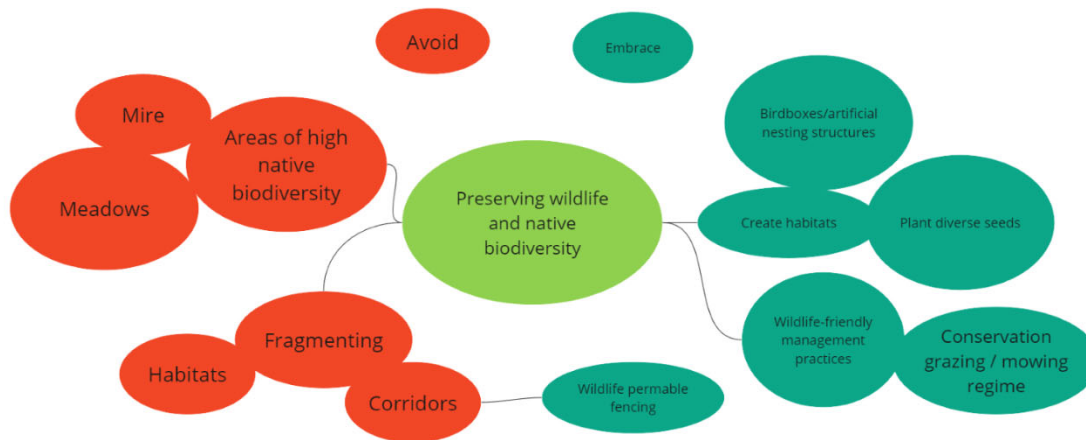 Avoid
Embrace
Mire
Areas of high
native
biodiversity
Meadows
Preserving wildlife
and native
biodiversity
Birdboxes/artificial
nesting structures
Create habitats
Plant diverse seeds
Fragmenting
Habitats
Corridors
Wildlife permable
fencing
Wildlife-friendly
management
practices
Conservation
grazing / mowing
regime